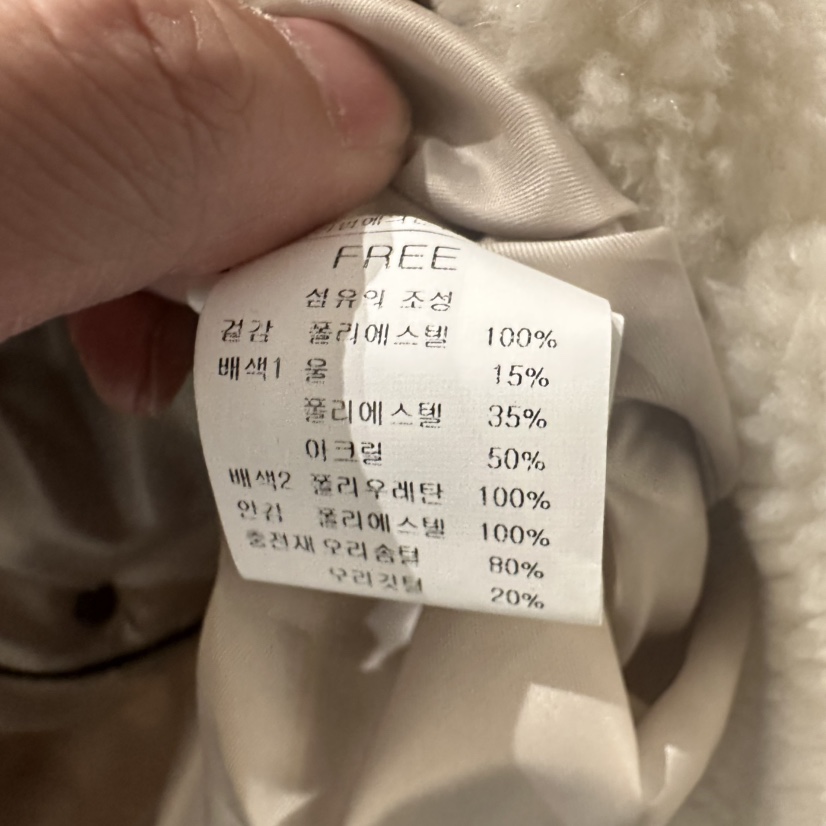 FREE
섬유의 조성
겉감 폴리에스텔 100%
배색1 울 15%
폴리에스텔 35%
아크릴 50%
배색2 폴리우레탄 100%
안감 폴리에스텔 100%
충전재 오리솜털 80%
오리깃털 20%